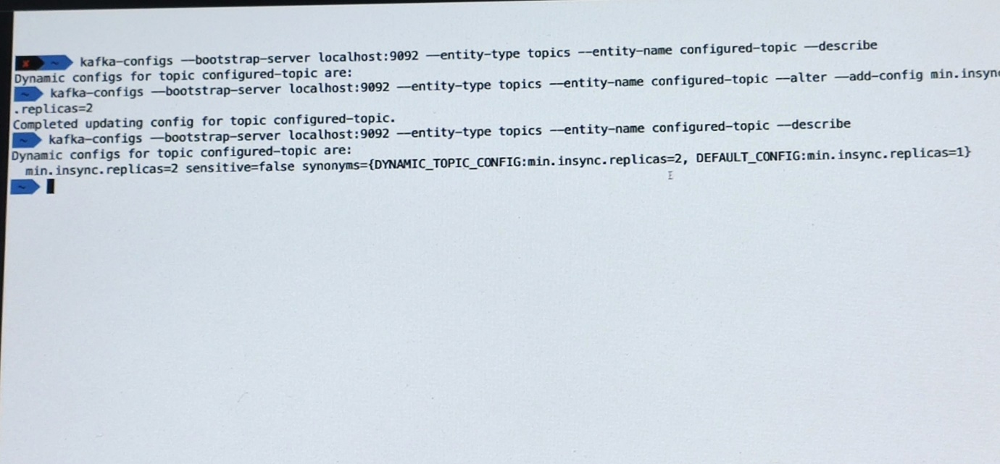 ~ kafka-configs --bootstrap-server localhost:9092 --entity-type topics --entity-name configured-topic --describe
Dynamic configs for topic configured-topic are:
~ kafka-configs --bootstrap-server localhost:9092 --entity-type topics --entity-name configured-topic --alter --add-config min.insync
.replicas=2
Completed updating config for topic configured-topic.
~ kafka-configs --bootstrap-server localhost:9092 --entity-type topics --entity-name configured-topic --describe
Dynamic configs for topic configured-topic are:
min.insync.replicas=2 sensitive=false synonyms={DYNAMIC_TOPIC_CONFIG:min.insync.replicas=2, DEFAULT_CONFIG:min.insync.replicas=1}
~